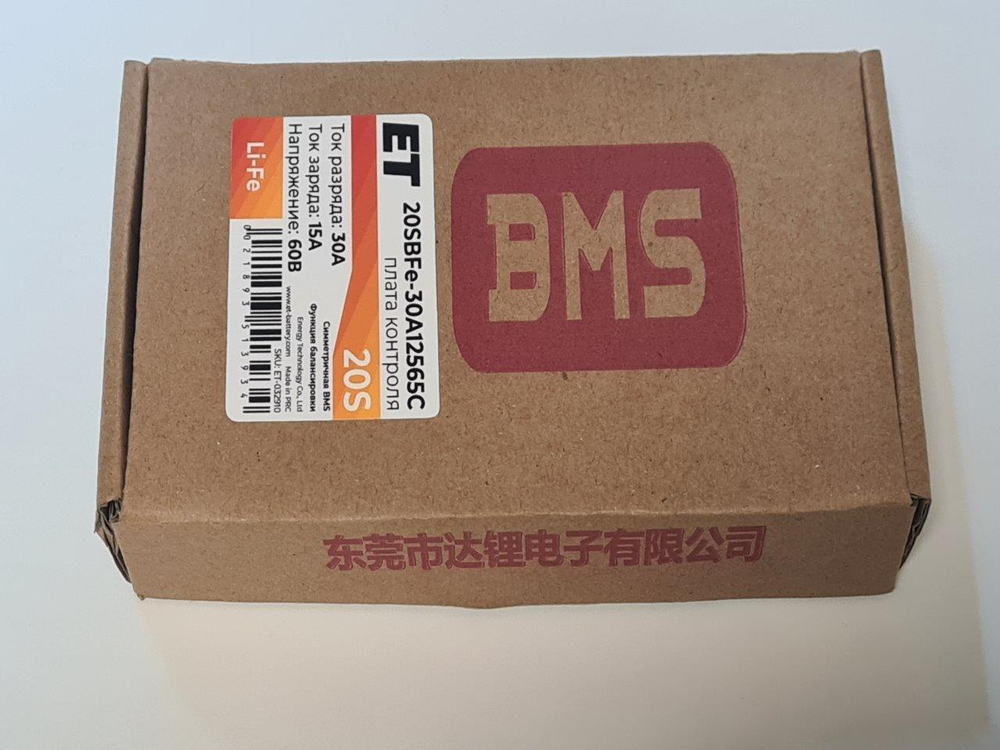 BMS
ET 20SBFe-30A12565C
плата контроля
20S
Ток разряда: 30А
Ток заряда: 15А
Напряжение: 60В
Симметричная BMS
Функция балансировки
Energy Technology Co., Ltd
www.et-battery.com Made in PRC
SKU: ET-032910
Li-Fe
0021893513934
东莞市达锂电子有限公司